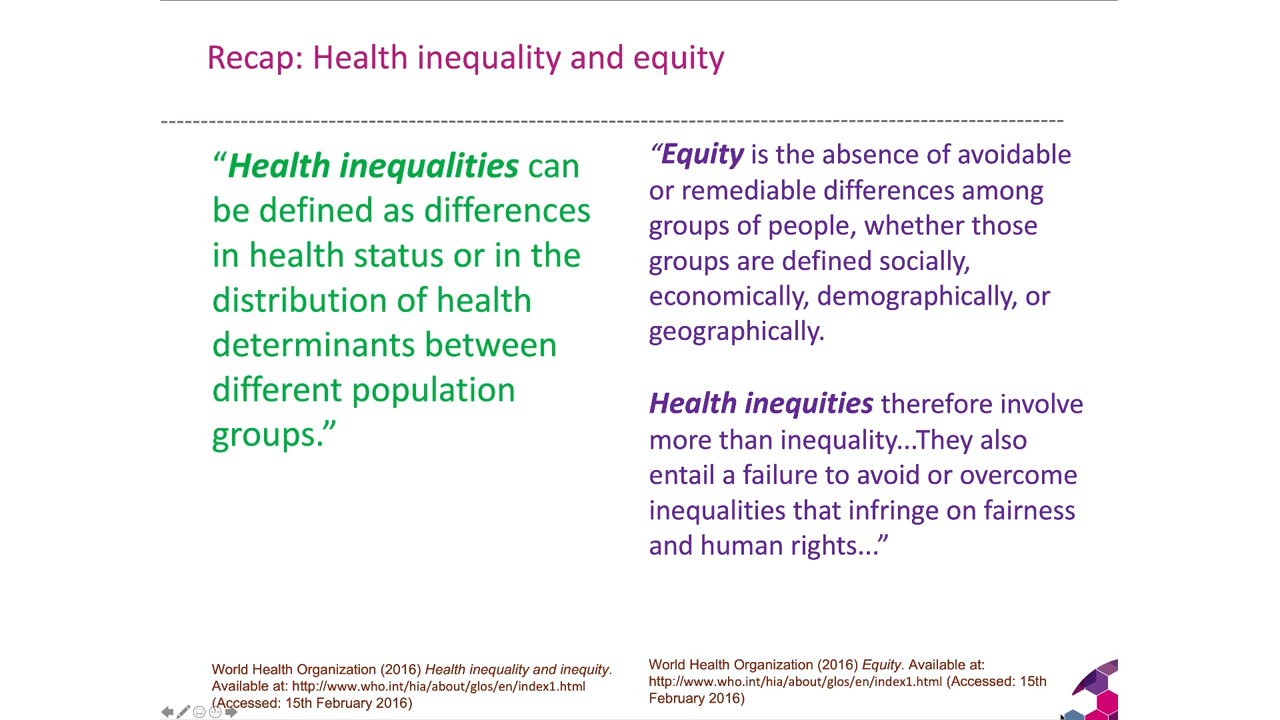 Recap: Health inequality and equity
“Health inequalities can
be defined as differences
in health status or in the
distribution of health
determinants between
different population
groups.”
“Equity is the absence of avoidable
or remediable differences among
groups of people, whether those
groups are defined socially,
economically, demographically, or
geographically.
Health inequities therefore involve
more than inequality...They also
entail a failure to avoid or overcome
inequalities that infringe on fairness
and human rights...”
World Health Organization (2016) Health inequality and inequity.
Available at: http://www.who.int/hia/about/glos/en/index1.html
(Accessed: 15th February 2016)
World Health Organization (2016) Equity. Available at:
http://www.who.int/hia/about/glos/en/index1.html (Accessed: 15th
February 2016)